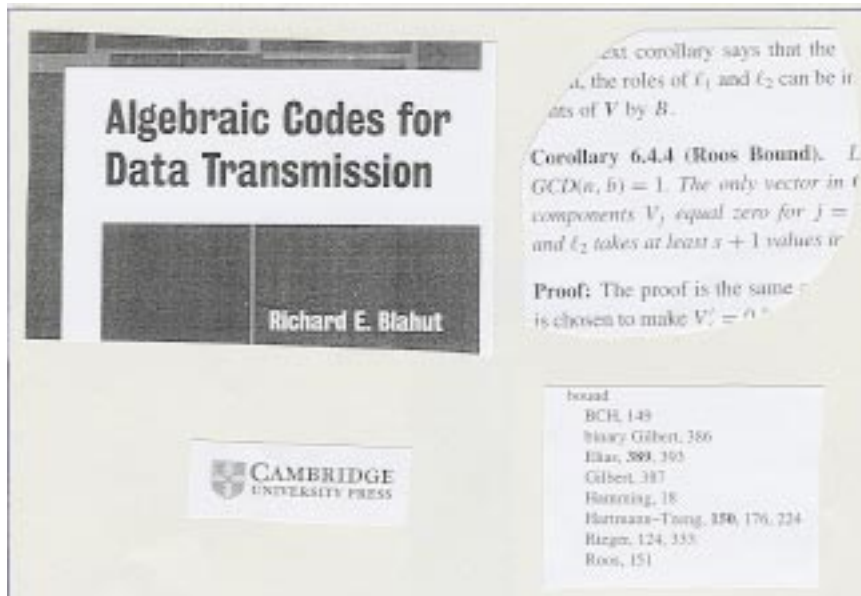 Algebraic Codes for
Data Transmission
Richard E. Blahut
CAMBRIDGE
UNIVERSITY PRESS
ext corollary says that the
, the roles of ℓ₁ and ℓ₂ can be in
of V by B.
Corollary 6.4.4 (Roos Bound). L
GCD(n, b) = 1. The only vector in
components Vⱼ equal zero for j =
and ℓ₂ takes at least s + 1 values in
Proof: The proof is the same
is chosen to make V′ = 0
bound
BCH, 149
binary Gilbert, 386
Elias, 389, 393
Gilbert, 387
Hamming, 18
Hartmann–Tzeng, 150, 176, 224
Rieger, 124, 333
Roos, 151